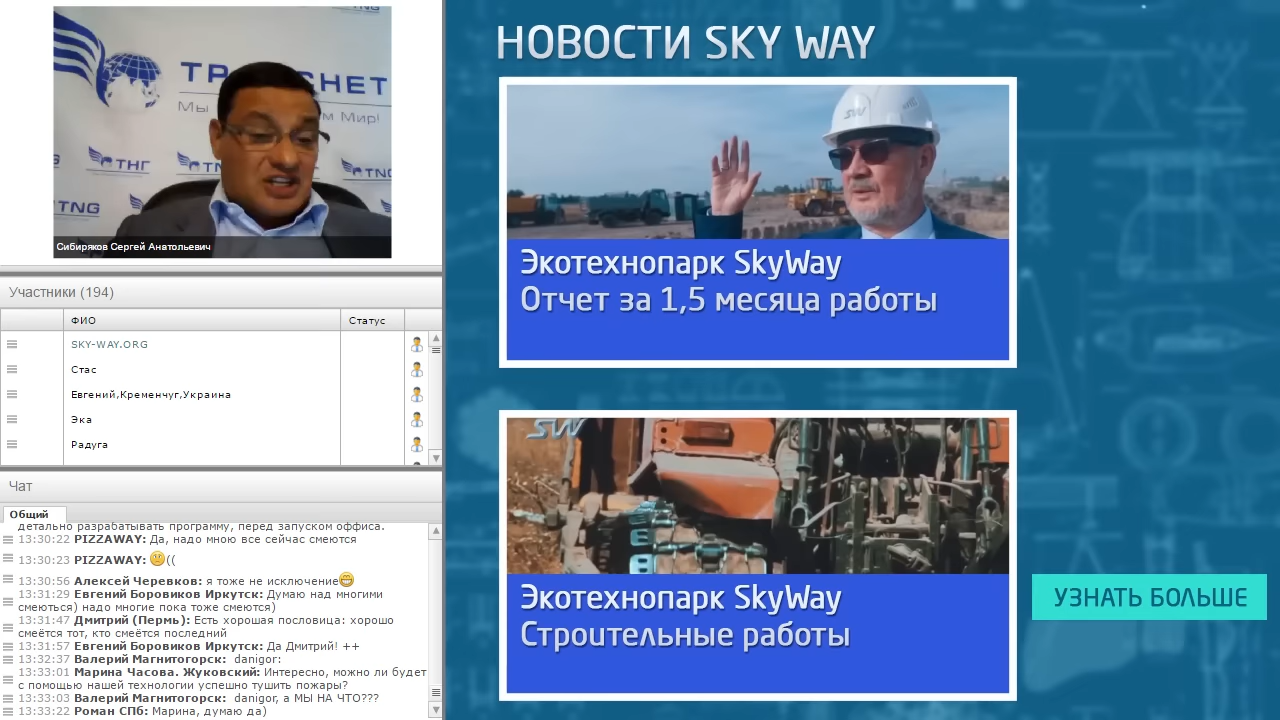 ТР НСНЕТ
Мы
м Мир!
ТНГ
TNG
TNG
Сибиряков Сергей Анатольевич
Участники (194)
ФИО
Статус
SKY-WAY.ORG
Стас
Евгений,Кременчуг,Украина
Эка
Радуга
Чат
Общий
детально разрабатывать программу, перед запуском оффиса.
13:30:22 PIZZAWAY: Да, надо мною все сейчас смеются
13:30:23 PIZZAWAY: ((
13:30:56 Алексей Черевков: я тоже не исключение
13:31:29 Евгений Боровиков Иркутск: Думаю над многими
смеються) надо многие пока тоже смеются)
13:31:47 Дмитрий (Пермь): Есть хорошая пословица: хорошо
смеётся тот, кто смеётся последний
13:31:57 Евгений Боровиков Иркутск: Да Дмитрий! ++
13:32:37 Валерий Магнитогорск: danigor:
13:33:01 Марина Часова. Жуковский: Интересно, можно ли будет
с помощью нашей технологии успешно тушить пожары?
13:33:03 Валерий Магнитогорск: danigor, а МЫ НА ЧТО???
13:33:22 Роман СПб: Марина, думаю да)
НОВОСТИ SKY WAY
SW
Экотехнопарк SkyWay
Отчет за 1,5 месяца работы
SW
Экотехнопарк SkyWay
Строительные работы
УЗНАТЬ БОЛЬШЕ